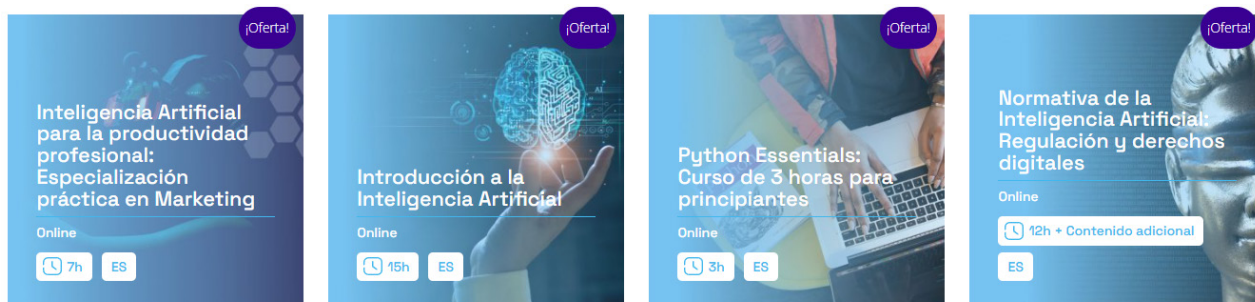 ¡Oferta!
Inteligencia Artificial
para la productividad
profesional:
Especialización
práctica en Marketing
Online
7h
ES
¡Oferta!
AI
Introducción a la
Inteligencia Artificial
Online
15h
ES
¡Oferta!
Python Essentials:
Curso de 3 horas para
principiantes
Online
3h
ES
¡Oferta!
Normativa de la
Inteligencia Artificial:
Regulación y derechos
digitales
Online
12h + Contenido adicional
ES